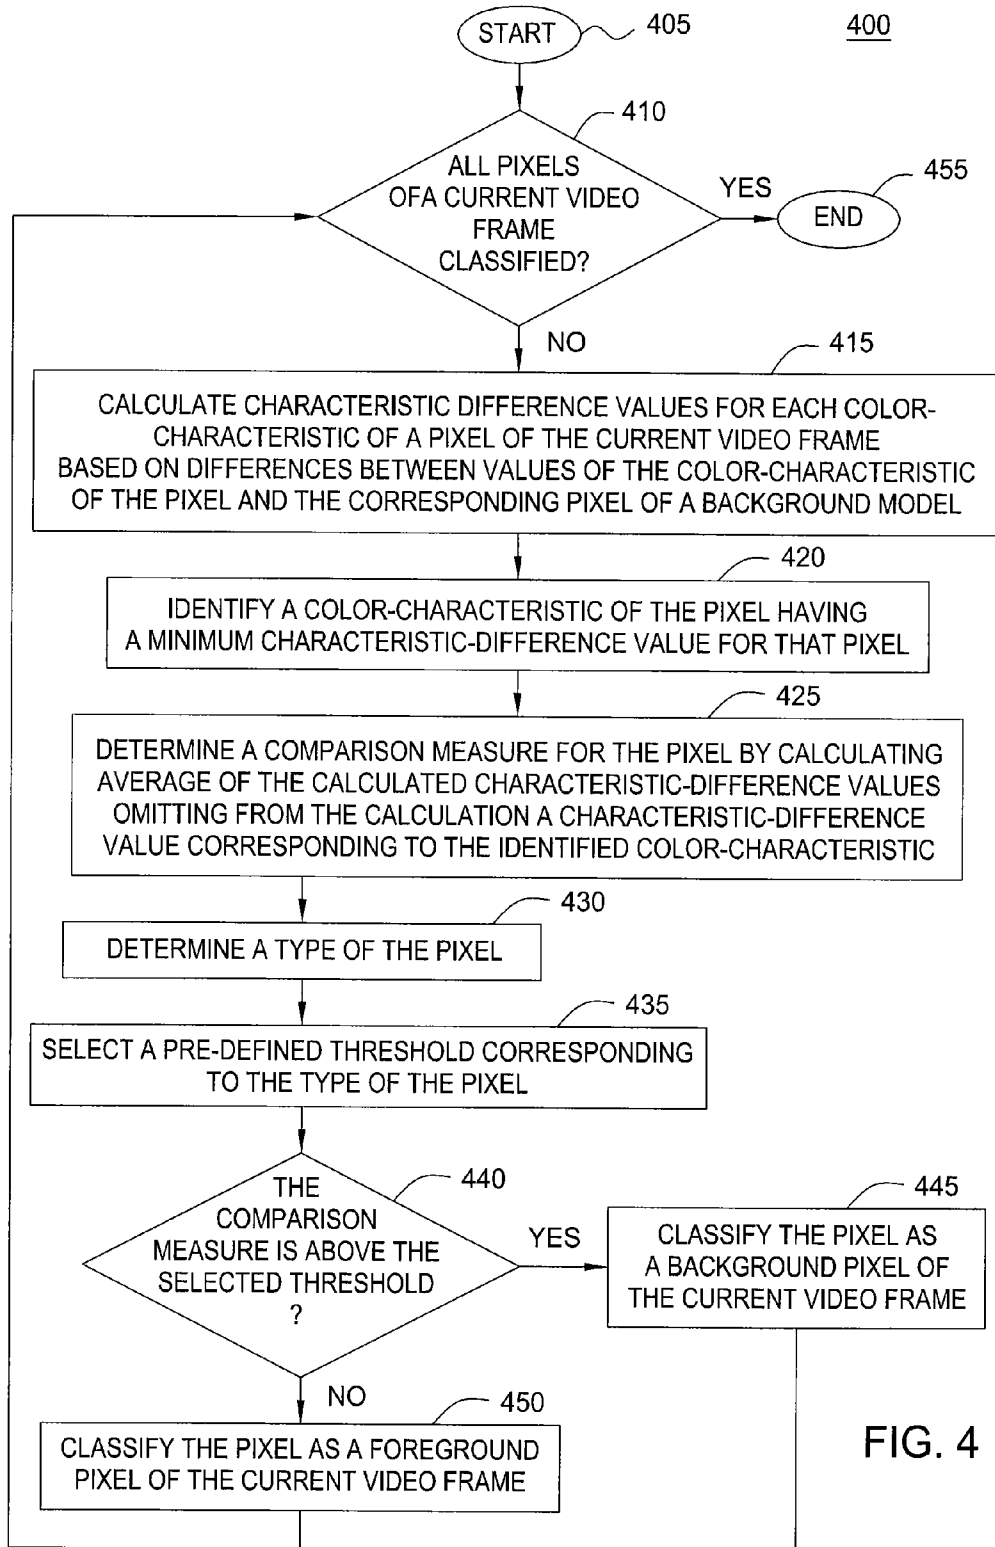 START
405
400
410
ALL PIXELS
OFA CURRENT VIDEO
FRAME
CLASSIFIED?
YES
455
END
NO
415
CALCULATE CHARACTERISTIC DIFFERENCE VALUES FOR EACH COLOR-
CHARACTERISTIC OF A PIXEL OF THE CURRENT VIDEO FRAME
BASED ON DIFFERENCES BETWEEN VALUES OF THE COLOR-CHARACTERISTIC
OF THE PIXEL AND THE CORRESPONDING PIXEL OF A BACKGROUND MODEL
420
IDENTIFY A COLOR-CHARACTERISTIC OF THE PIXEL HAVING
A MINIMUM CHARACTERISTIC-DIFFERENCE VALUE FOR THAT PIXEL
425
DETERMINE A COMPARISON MEASURE FOR THE PIXEL BY CALCULATING
AVERAGE OF THE CALCULATED CHARACTERISTIC-DIFFERENCE VALUES
OMITTING FROM THE CALCULATION A CHARACTERISTIC-DIFFERENCE
VALUE CORRESPONDING TO THE IDENTIFIED COLOR-CHARACTERISTIC
430
DETERMINE A TYPE OF THE PIXEL
435
SELECT A PRE-DEFINED THRESHOLD CORRESPONDING
TO THE TYPE OF THE PIXEL
440
THE
COMPARISON
MEASURE IS ABOVE THE
SELECTED THRESHOLD
?
YES
445
CLASSIFY THE PIXEL AS
A BACKGROUND PIXEL OF
THE CURRENT VIDEO FRAME
NO
450
CLASSIFY THE PIXEL AS A FOREGROUND
PIXEL OF THE CURRENT VIDEO FRAME
FIG. 4